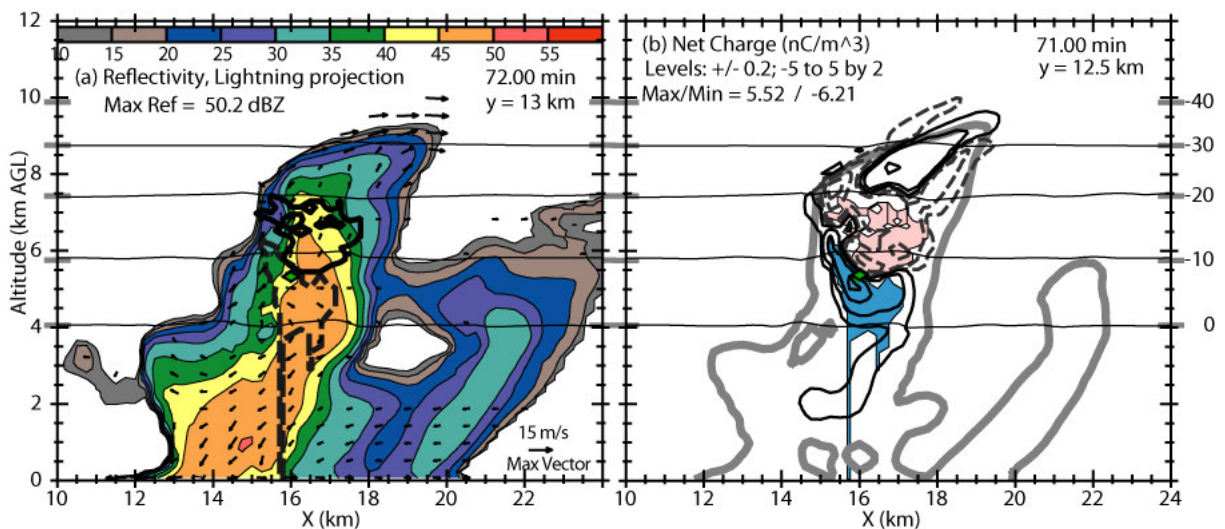 12
10 15 20 25 30 35 40 45 50 55
(a) Reflectivity, Lightning projection
72.00 min
Max Ref = 50.2 dBZ
y = 13 km
10
8
6
4
2
0
Altitude (km AGL)
15 m/s
Max Vector
10 12 14 16 18 20 22
X (km)
(b) Net Charge (nC/m^3)
71.00 min
Levels: +/- 0.2; -5 to 5 by 2
y = 12.5 km
Max/Min = 5.52 / -6.21
-40
-30
-20
-10
0
10 12 14 16 18 20 22 24
X (km)